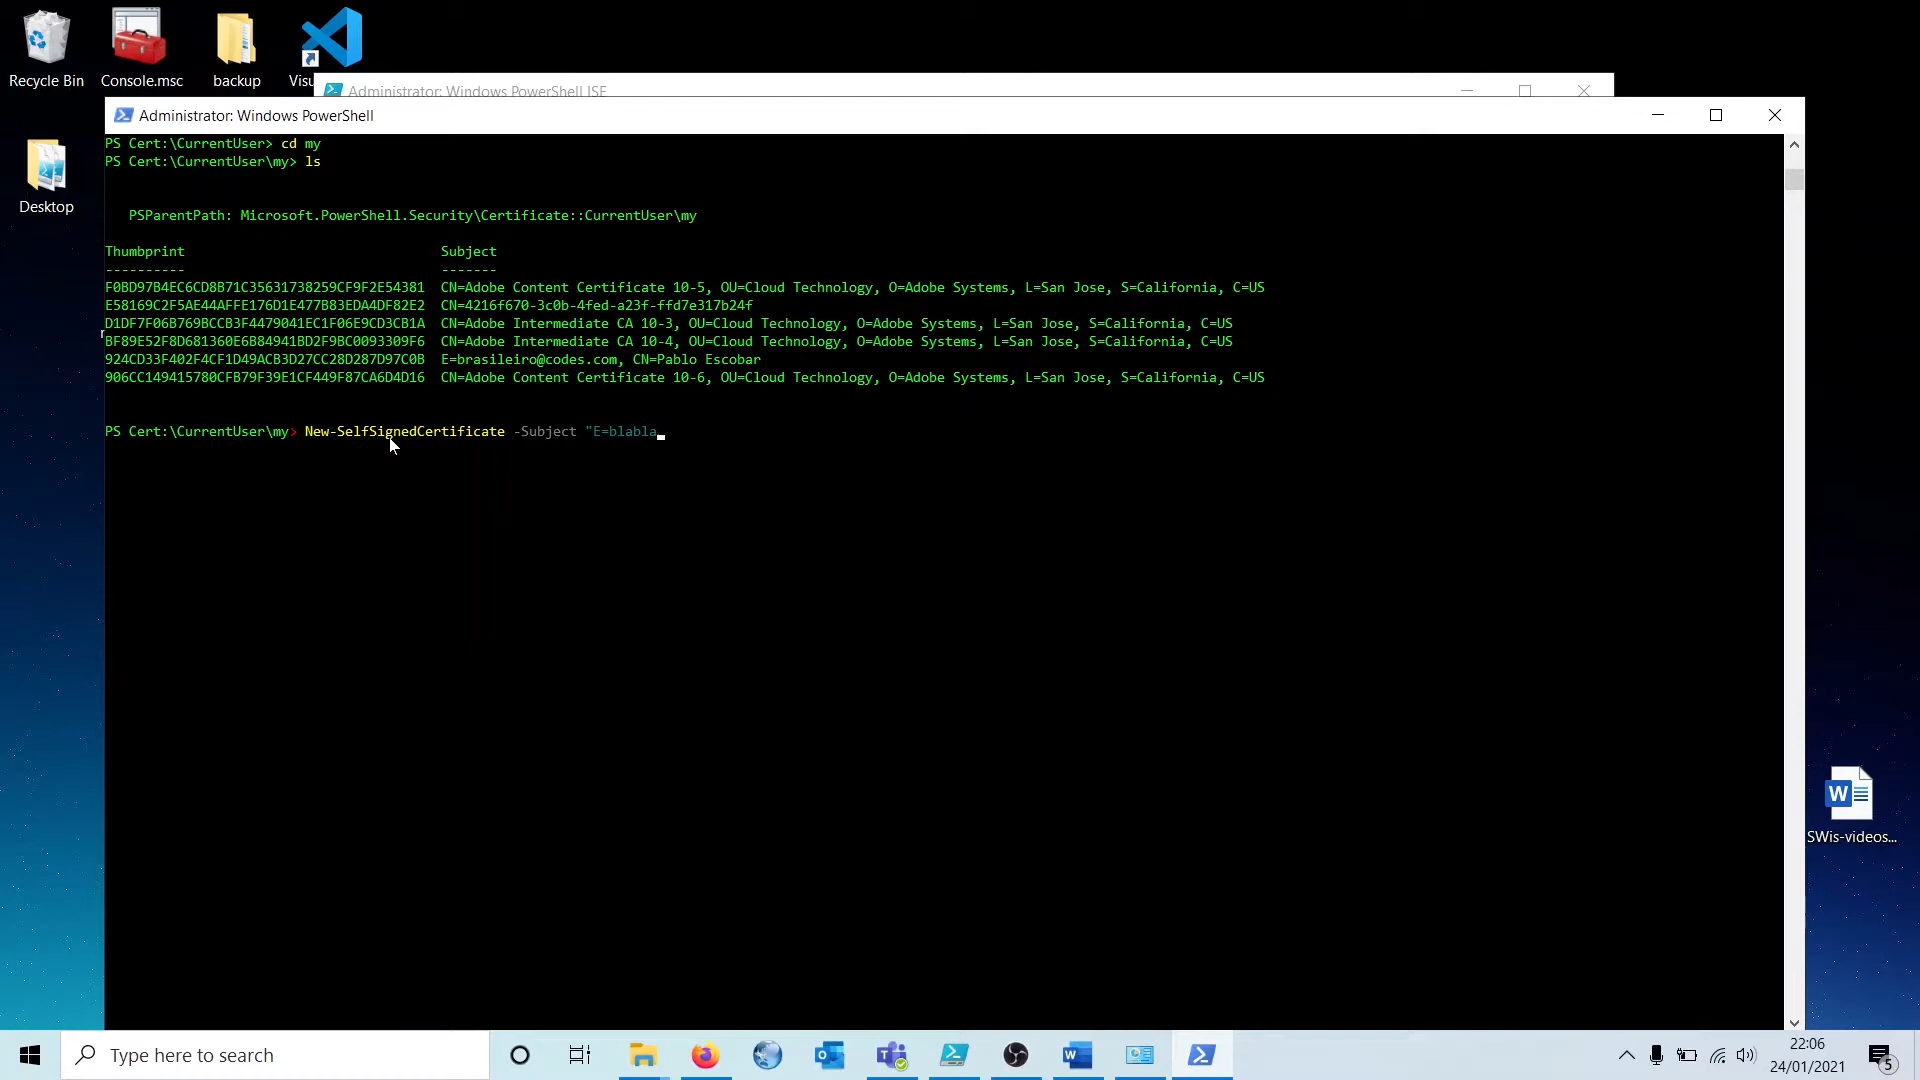 Recycle Bin
Console.msc
backup
Visu
Desktop
Administrator: Windows PowerShell ISE
Administrator: Windows PowerShell
PS Cert:\CurrentUser> cd my
PS Cert:\CurrentUser\my> ls
PSParentPath: Microsoft.PowerShell.Security\Certificate::CurrentUser\my
Thumbprint Subject
---------- -------
F0BD97B4EC6CD8B71C35631738259CF9F2E54381 CN=Adobe Content Certificate 10-5, OU=Cloud Technology, O=Adobe Systems, L=San Jose, S=California, C=US
E58169C2F5AE44AFFE176D1E477B83EDA4DF82E2 CN=4216f670-3c0b-4fed-a23f-ffd7e317b24f
D1DF7F06B769BCCB3F4479041EC1F06E9CD3CB1A CN=Adobe Intermediate CA 10-3, OU=Cloud Technology, O=Adobe Systems, L=San Jose, S=California, C=US
BF89E52F8D681360E6B84941BD2F9BC0093309F6 CN=Adobe Intermediate CA 10-4, OU=Cloud Technology, O=Adobe Systems, L=San Jose, S=California, C=US
924CD33F402F4CF1D49ACB3D27CC28D287D97C0B E=brasileiro@codes.com, CN=Pablo Escobar
906CC149415780CFB79F39E1CF449F87CA6D4D16 CN=Adobe Content Certificate 10-6, OU=Cloud Technology, O=Adobe Systems, L=San Jose, S=California, C=US
PS Cert:\CurrentUser\my> New-SelfSignedCertificate -Subject "E=blabla
SWis-videos...
Type here to search
22:06
24/01/2021
5